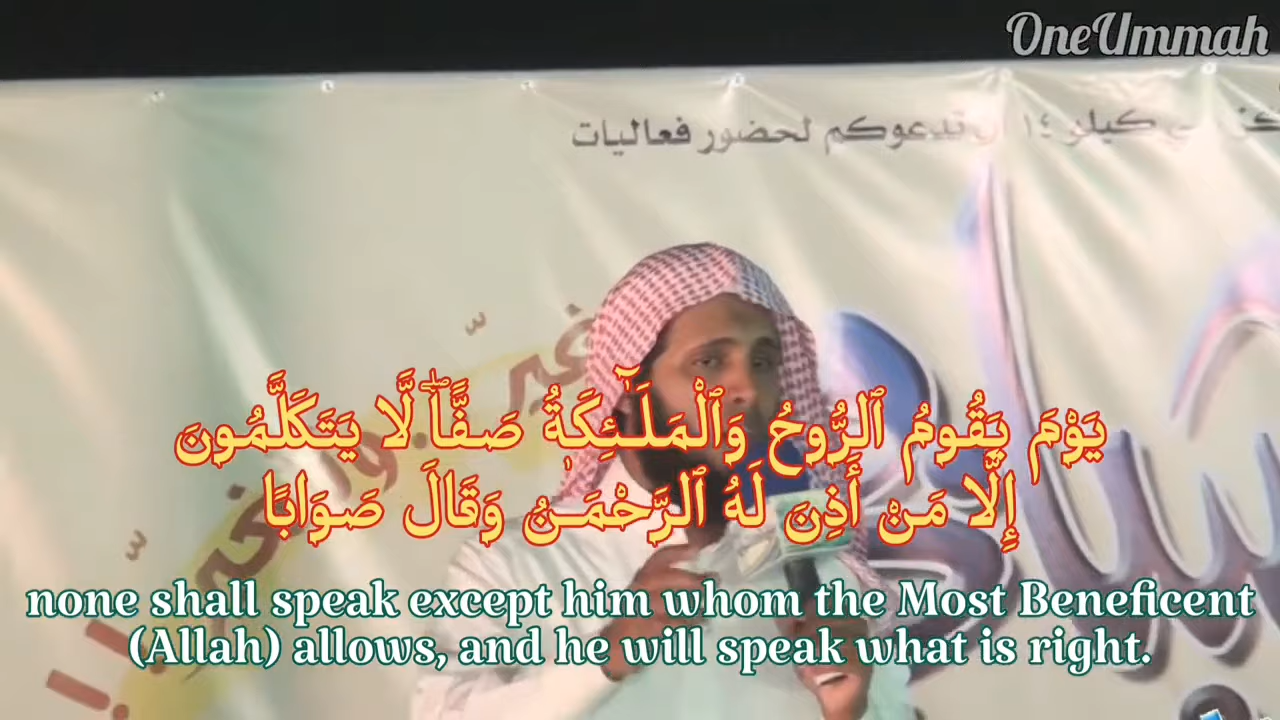 OneUmmah
تدعوكم لحضور فعاليات
يَوْمَ يَقُومُ ٱلرُّوحُ وَٱلْمَلَـٰٓئِكَةُ صَفًّاۖ لَّا يَتَكَلَّمُونَ
إِلَّا مَنْ أَذِنَ لَهُ ٱلرَّحْمَـٰنُ وَقَالَ صَوَابًا
none shall speak except him whom the Most Beneficent
(Allah) allows, and he will speak what is right.